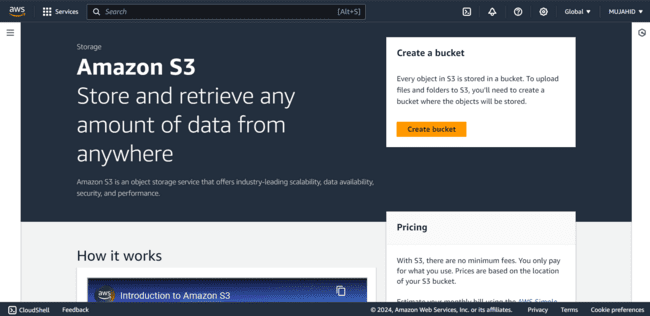 aws
Services
Search
[Alt+S]
Global
MUJAHID
Storage
Amazon S3
Store and retrieve any
amount of data from
anywhere
Amazon S3 is an object storage service that offers industry-leading scalability, data availability,
security, and performance.
Create a bucket
Every object in S3 is stored in a bucket. To upload
files and folders to S3, you'll need to create a
bucket where the objects will be stored.
Create bucket
Pricing
With S3, there are no minimum fees. You only pay
for what you use. Prices are based on the location
of your S3 bucket.
Estimate your monthly bill using the AWS Simple
How it works
aws
Introduction to Amazon S3
CloudShell
Feedback
© 2024, Amazon Web Services, Inc. or its affiliates.
Privacy
Terms
Cookie preferences